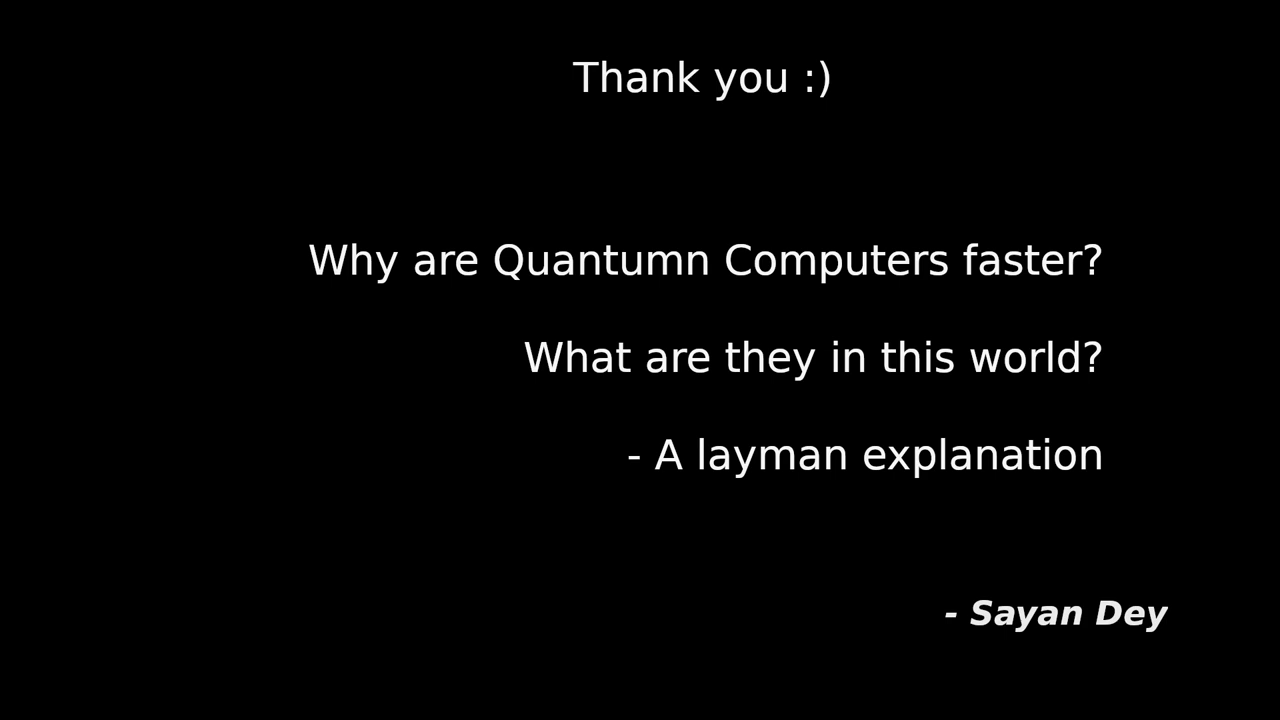 Thank you :)
Why are Quantumn Computers faster?
What are they in this world?
- A layman explanation
- Sayan Dey